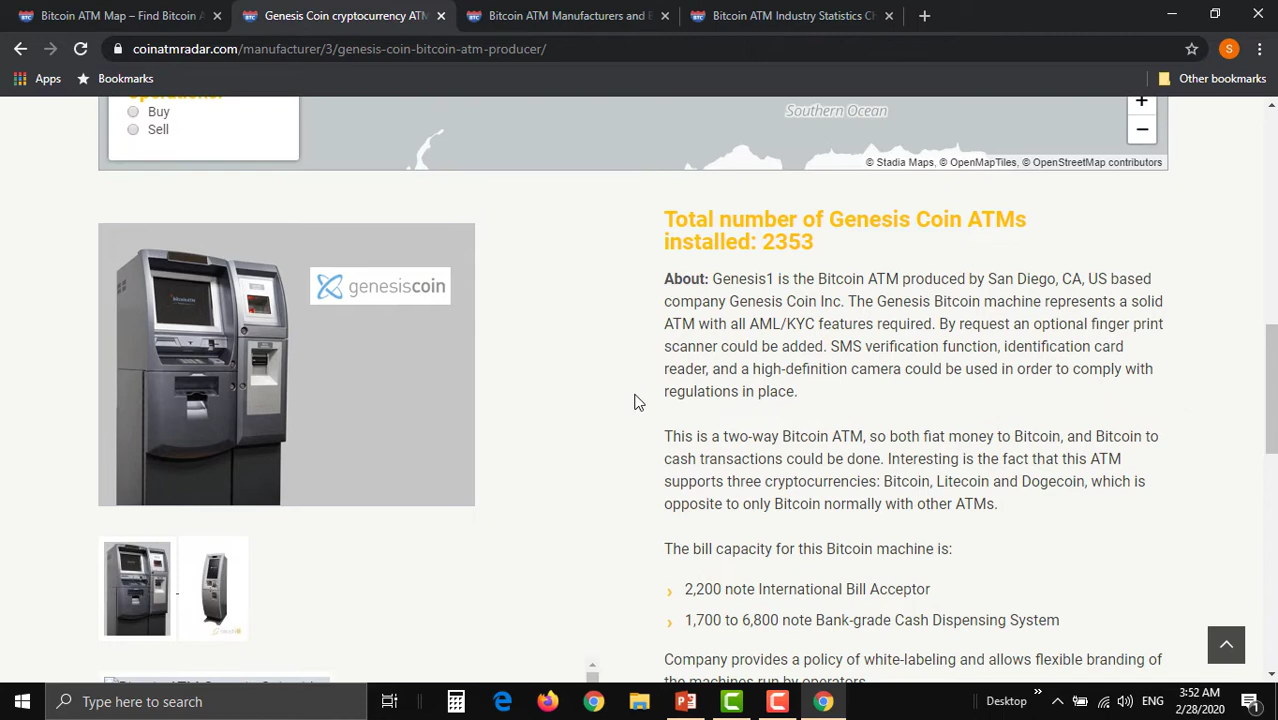 Bitcoin ATM Map – Find Bitcoin A
Genesis Coin cryptocurrency ATM
Bitcoin ATM Manufacturers and B
Bitcoin ATM Industry Statistics Ch
coinatmradar.com/manufacturer/3/genesis-coin-bitcoin-atm-producer/
S
Apps
Bookmarks
Other bookmarks
Buy
Sell
Southern Ocean
+
−
© Stadia Maps, © OpenMapTiles, © OpenStreetMap contributors
genesiscoin
Total number of Genesis Coin ATMs
installed: 2353
About: Genesis1 is the Bitcoin ATM produced by San Diego, CA, US based
company Genesis Coin Inc. The Genesis Bitcoin machine represents a solid
ATM with all AML/KYC features required. By request an optional finger print
scanner could be added. SMS verification function, identification card
reader, and a high-definition camera could be used in order to comply with
regulations in place.
This is a two-way Bitcoin ATM, so both fiat money to Bitcoin, and Bitcoin to
cash transactions could be done. Interesting is the fact that this ATM
supports three cryptocurrencies: Bitcoin, Litecoin and Dogecoin, which is
opposite to only Bitcoin normally with other ATMs.
The bill capacity for this Bitcoin machine is:
2,200 note International Bill Acceptor
1,700 to 6,800 note Bank-grade Cash Dispensing System
Company provides a policy of white-labeling and allows flexible branding of
the machines run by operators.
Type here to search
Desktop
ENG
3:52 AM
2/28/2020